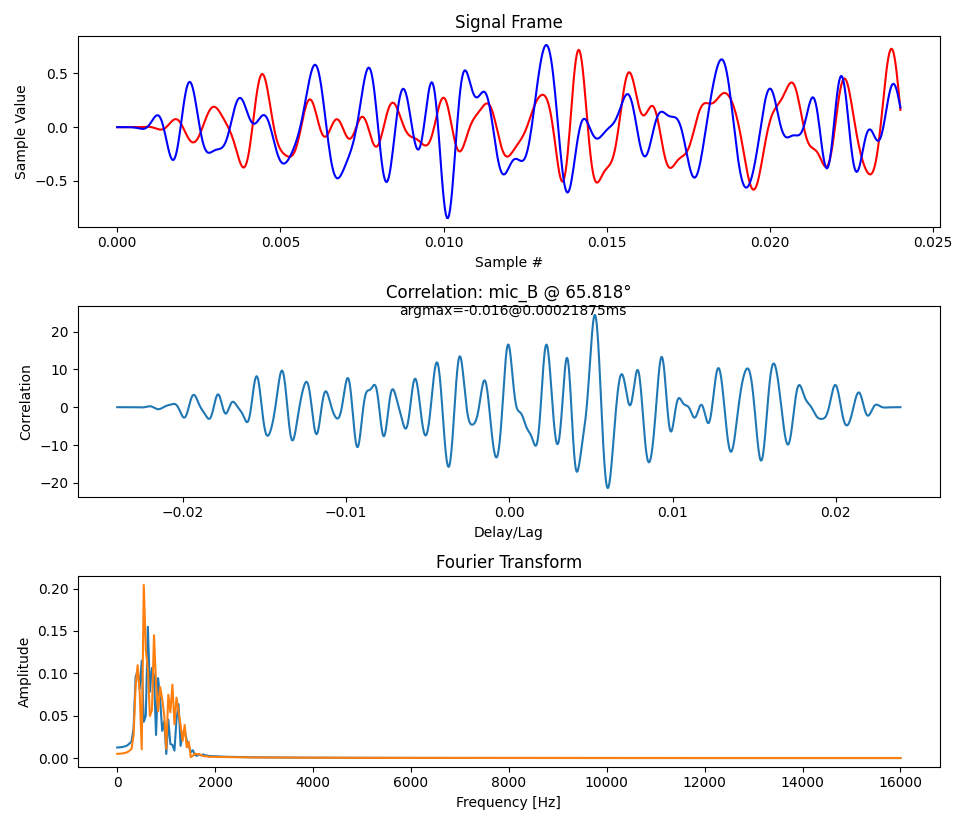 Signal Frame
Sample Value
0.5
0.0
−0.5
0.000 0.005 0.010 0.015 0.020 0.025
Sample #
Correlation: mic_B @ 65.818°
argmax=-0.016@0.00021875ms
Correlation
20
10
0
−10
−20
−0.02 −0.01 0.00 0.01 0.02
Delay/Lag
Fourier Transform
Amplitude
0.20
0.15
0.10
0.05
0.00
0 2000 4000 6000 8000 10000 12000 14000 16000
Frequency [Hz]